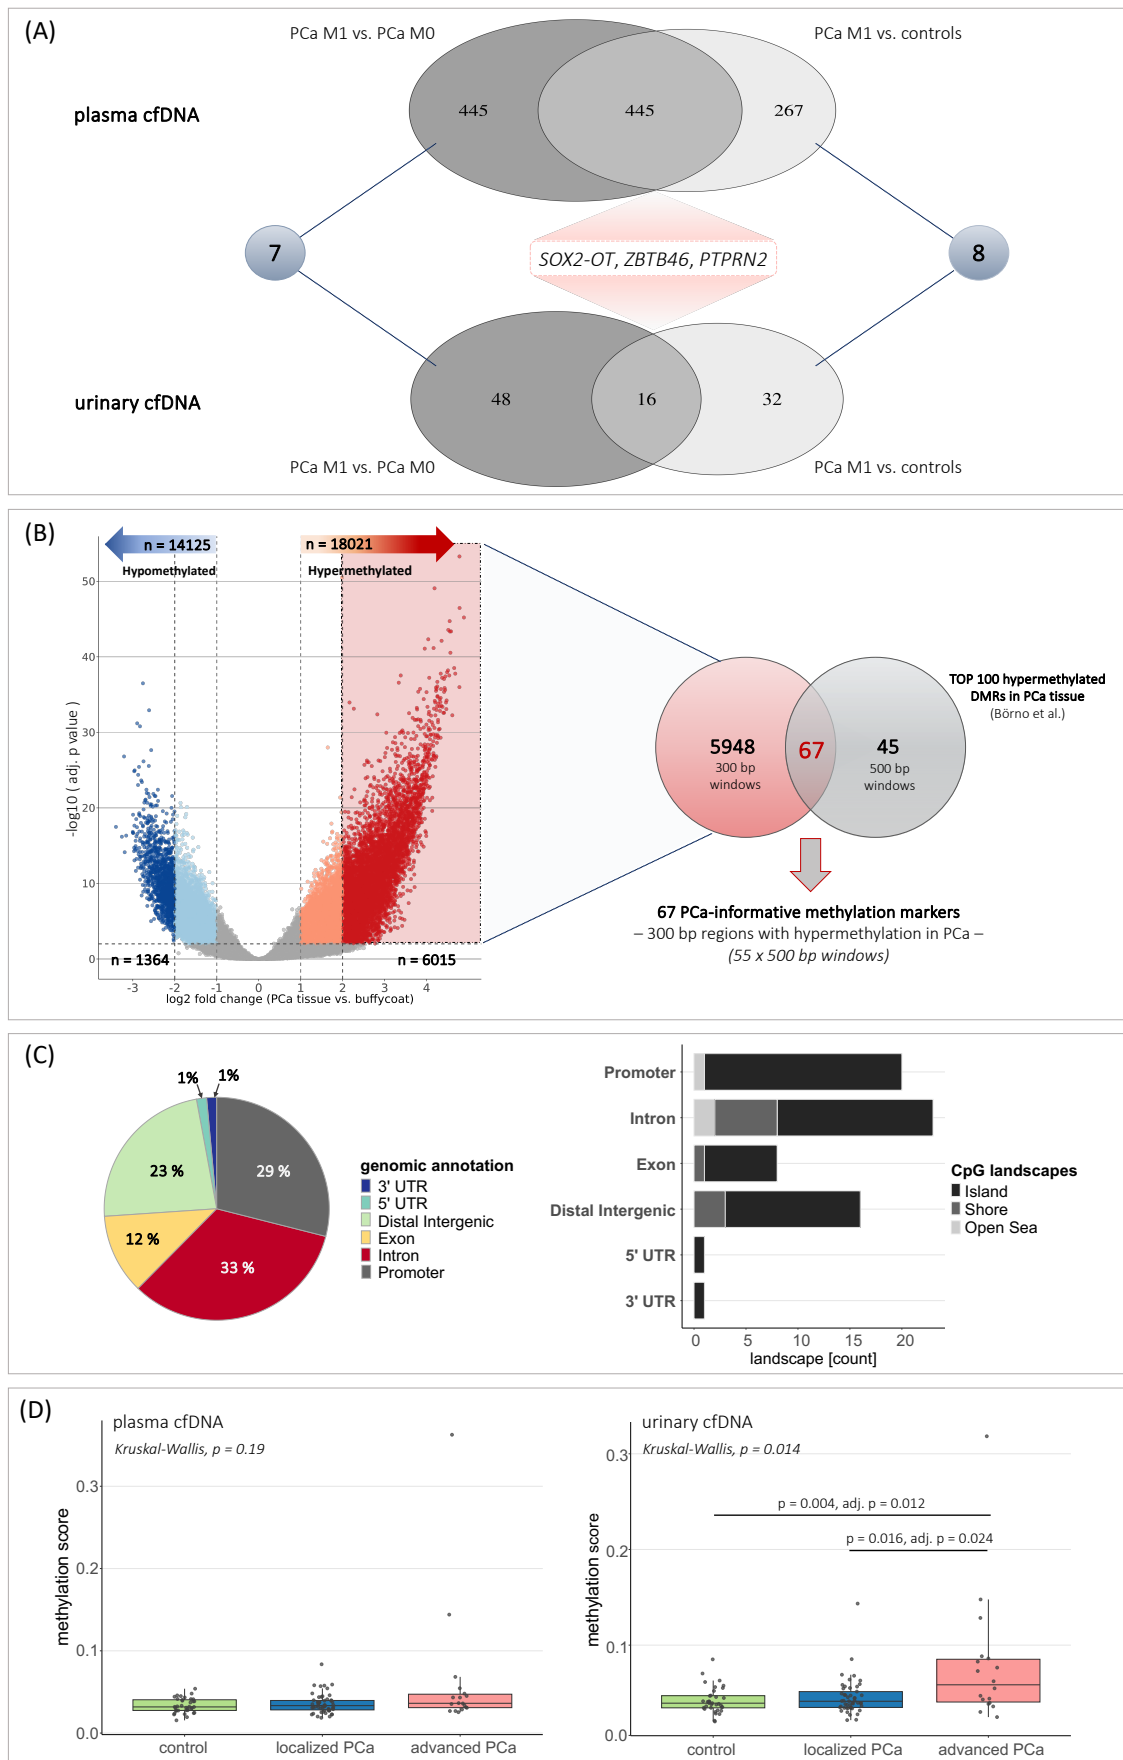 (A)
PCa M1 vs. PCa M0
PCa M1 vs. controls
plasma cfDNA
445
445
267
7
SOX2-OT, ZBTB46, PTPRN2
8
urinary cfDNA
48
16
32
PCa M1 vs. PCa M0
PCa M1 vs. controls
(B)
n = 14125
n = 18021
Hypomethylated
Hypermethylated
50
40
30
20
10
0
-log10 ( adj. p value )
n = 1364
n = 6015
-3
-2
-1
0
1
2
3
4
log2 fold change (PCa tissue vs. buffycoat)
TOP 100 hypermethylated
DMRs in PCa tissue
(Börno et al.)
5948
300 bp
windows
67
45
500 bp
windows
67 PCa-informative methylation markers
– 300 bp regions with hypermethylation in PCa –
(55 x 500 bp windows)
(C)
1%
1%
23 %
29 %
12 %
33 %
genomic annotation
3' UTR
5' UTR
Distal Intergenic
Exon
Intron
Promoter
Promoter
Intron
Exon
Distal Intergenic
5' UTR
3' UTR
0
5
10
15
20
landscape [count]
CpG landscapes
Island
Shore
Open Sea
(D)
plasma cfDNA
Kruskal-Wallis, p = 0.19
0.3
0.2
0.1
0.0
methylation score
control
localized PCa
advanced PCa
urinary cfDNA
Kruskal-Wallis, p = 0.014
p = 0.004, adj. p = 0.012
p = 0.016, adj. p = 0.024
0.3
0.2
0.1
0.0
methylation score
control
localized PCa
advanced PCa